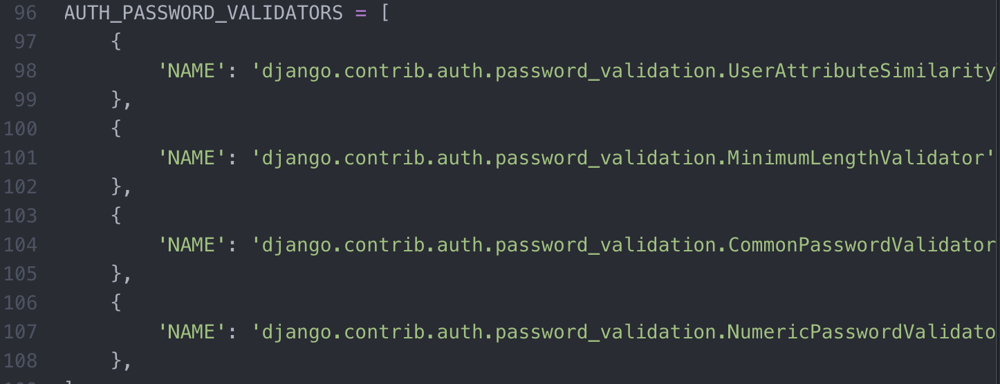 96 AUTH_PASSWORD_VALIDATORS = [
97 {
98 'NAME': 'django.contrib.auth.password_validation.UserAttributeSimilarity
99 },
100 {
101 'NAME': 'django.contrib.auth.password_validation.MinimumLengthValidator'
102 },
103 {
104 'NAME': 'django.contrib.auth.password_validation.CommonPasswordValidator
105 },
106 {
107 'NAME': 'django.contrib.auth.password_validation.NumericPasswordValidato
108 },